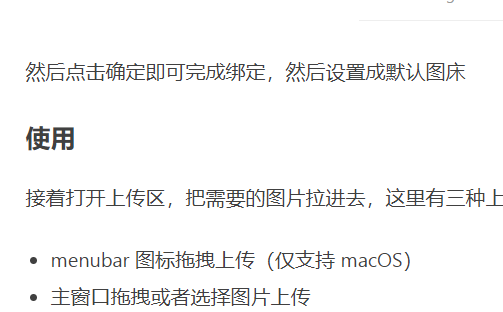 然后点击确定即可完成绑定，然后设置成默认图床
使用
接着打开上传区，把需要的图片拉进去，这里有三种上
menubar 图标拖拽上传（仅支持 macOS）
主窗口拖拽或者选择图片上传